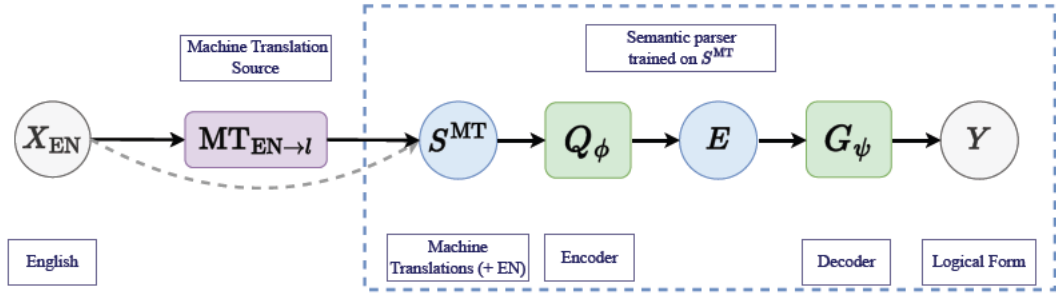 Machine Translation
Source
Semantic parser
trained on S^MT
X_EN
MT_EN→l
S^MT
Q_ϕ
E
G_ψ
Y
English
Machine
Translations (+ EN)
Encoder
Decoder
Logical Form